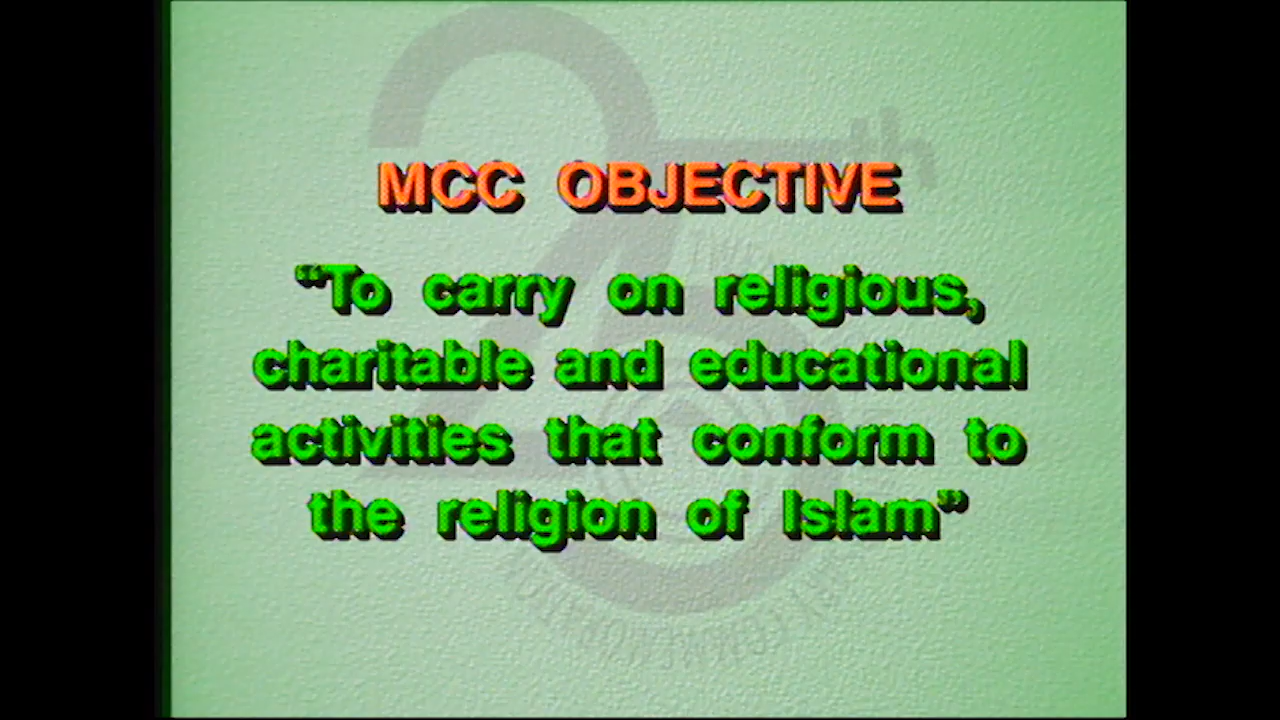 MCC OBJECTIVE
“To carry on religious,
charitable and educational
activities that conform to
the religion of Islam”